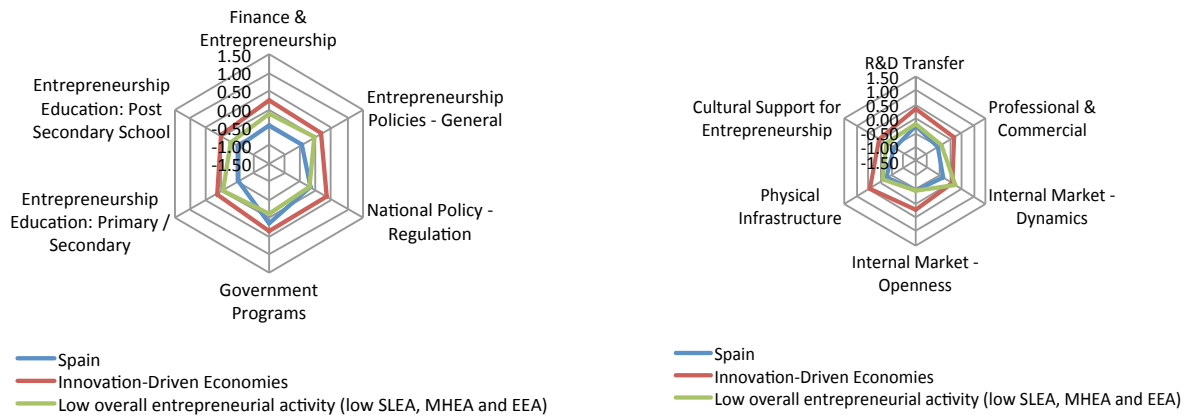 Finance &
Entrepreneurship
1.50
1.00
0.50
0.00
-0.50
-1.00
-1.50
Entrepreneurship
Policies - General
National Policy -
Regulation
Government
Programs
Entrepreneurship
Education: Primary /
Secondary
Entrepreneurship
Education: Post
Secondary School
Spain
Innovation-Driven Economies
Low overall entrepreneurial activity (low SLEA, MHEA and EEA)
R&D Transfer
1.50
1.00
0.50
0.00
-0.50
-1.00
-1.50
Professional &
Commercial
Internal Market -
Dynamics
Internal Market -
Openness
Physical
Infrastructure
Cultural Support for
Entrepreneurship
Spain
Innovation-Driven Economies
Low overall entrepreneurial activity (low SLEA, MHEA and EEA)